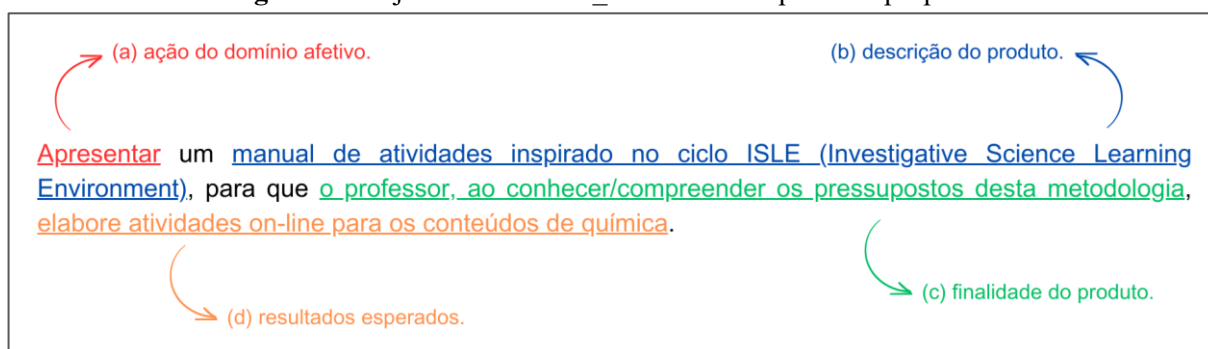 (a) ação do domínio afetivo.
(b) descrição do produto.
Apresentar um manual de atividades inspirado no ciclo ISLE (Investigative Science Learning
Environment), para que o professor, ao conhecer/compreender os pressupostos desta metodologia,
elabore atividades on-line para os conteúdos de química.
(c) finalidade do produto.
(d) resultados esperados.